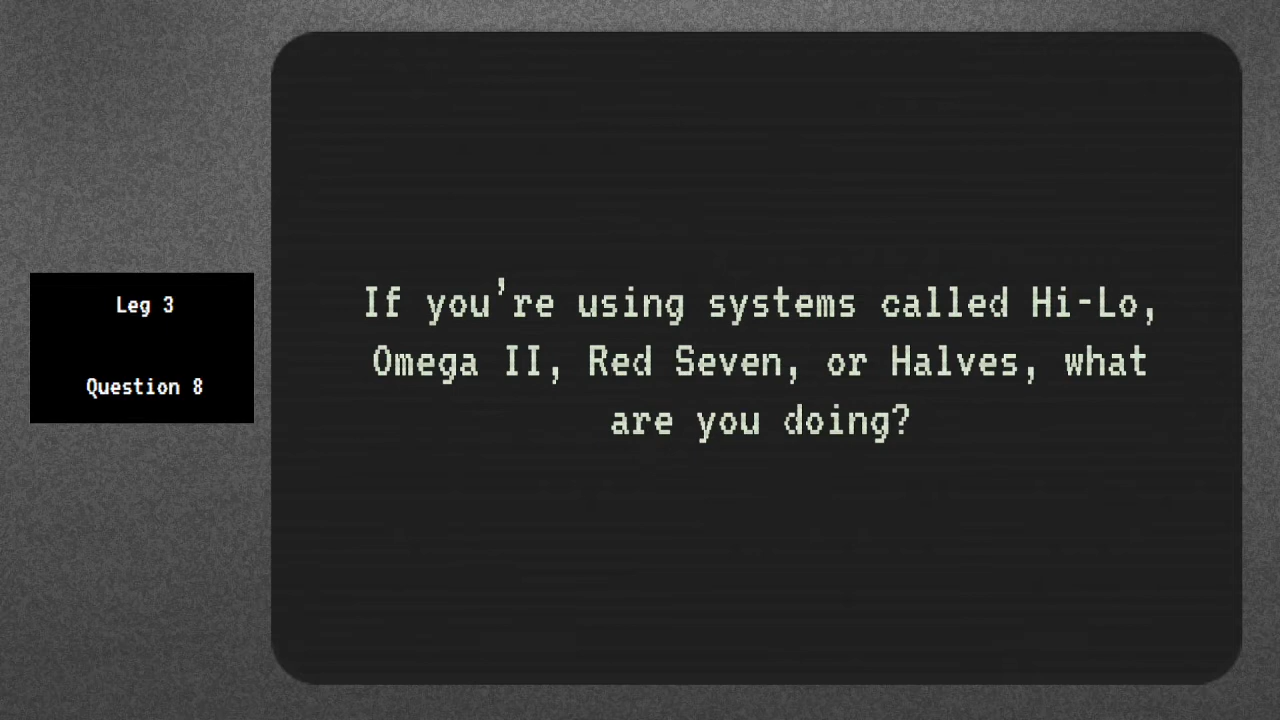 Leg 3
Question 8
If you're using systems called Hi-Lo,
Omega II, Red Seven, or Halves, what
are you doing?